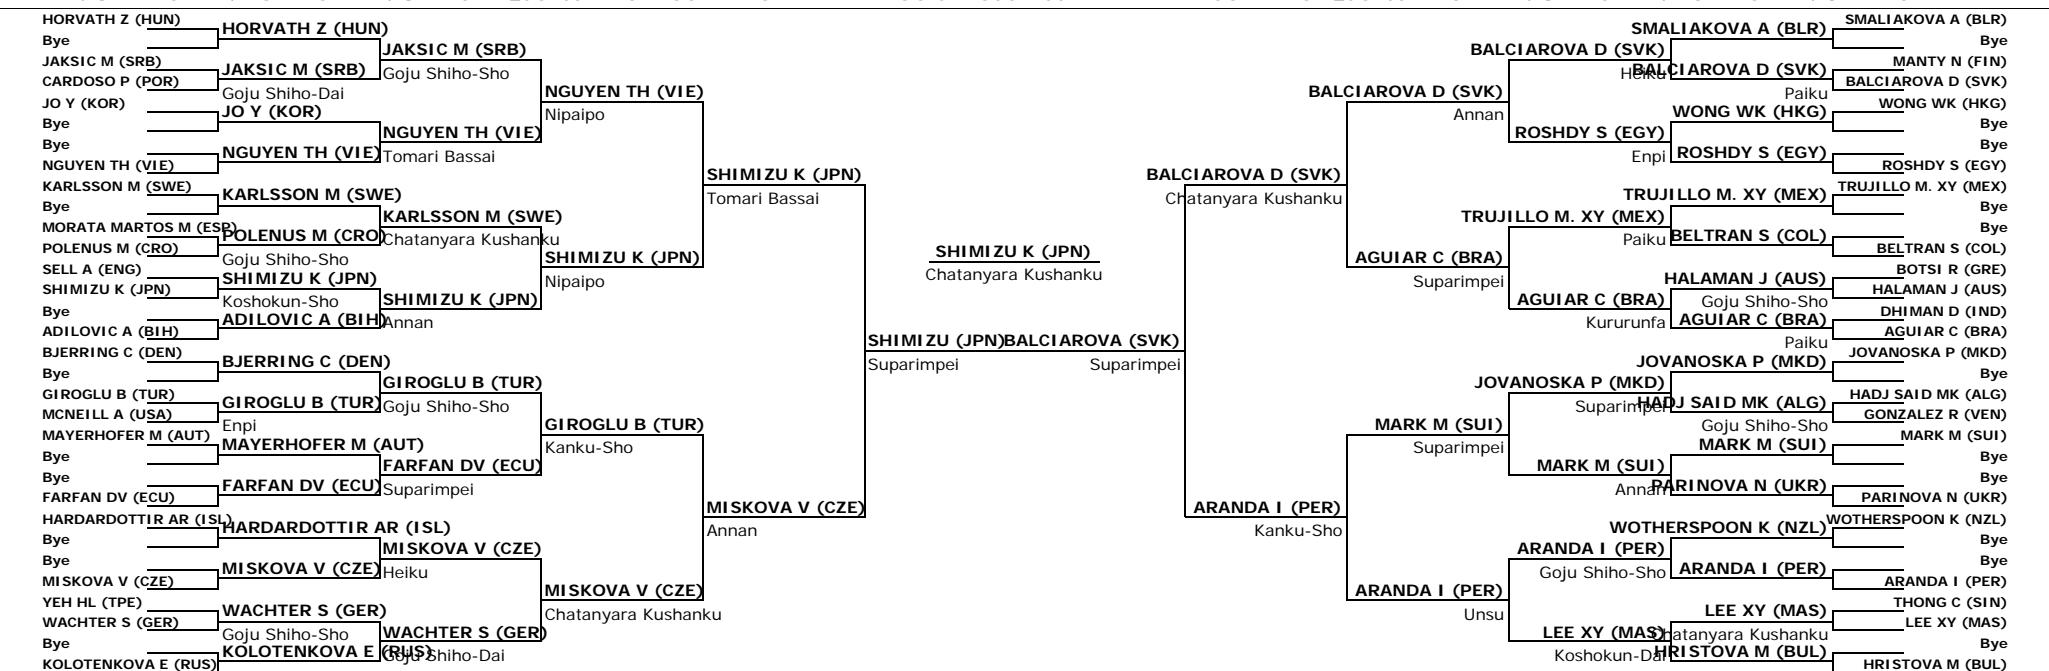 HORVATH Z (HUN)
Bye
JAKSIC M (SRB)
CARDOSO P (POR)
JO Y (KOR)
Bye
Bye
NGUYEN TH (VIE)
KARLSSON M (SWE)
Bye
MORATA MARTOS M (ESP)
POLENUS M (CRO)
SELL A (ENG)
SHIMIZU K (JPN)
Bye
ADILOVIC A (BIH)
BJERRING C (DEN)
Bye
GIROGLU B (TUR)
MCNEILL A (USA)
MAYERHOFER M (AUT)
Bye
Bye
FARFAN DV (ECU)
HARDARDOTTIR AR (ISL)
Bye
Bye
MISKOVA V (CZE)
YEH HL (TPE)
WACHTER S (GER)
Bye
KOLOTENKOVA E (RUS)
HORVATH Z (HUN)
JAKSIC M (SRB)
Goju Shiho-Dai
JO Y (KOR)
NGUYEN TH (VIE)
KARLSSON M (SWE)
POLENUS M (CRO)
Goju Shiho-Sho
SHIMIZU K (JPN)
Koshokun-Sho
ADILOVIC A (BIH)
BJERRING C (DEN)
GIROGLU B (TUR)
Enpi
MAYERHOFER M (AUT)
FARFAN DV (ECU)
HARDARDOTTIR AR (ISL)
MISKOVA V (CZE)
WACHTER S (GER)
Goju Shiho-Sho
KOLOTENKOVA E (RUS)
JAKSIC M (SRB)
Goju Shiho-Sho
NGUYEN TH (VIE)
Tomari Bassai
KARLSSON M (SWE)
Chatanyara Kushanku
SHIMIZU K (JPN)
Annan
GIROGLU B (TUR)
Goju Shiho-Sho
FARFAN DV (ECU)
Suparimpei
MISKOVA V (CZE)
Heiku
WACHTER S (GER)
Goju Shiho-Dai
NGUYEN TH (VIE)
Nipaipo
SHIMIZU K (JPN)
Nipaipo
GIROGLU B (TUR)
Kanku-Sho
MISKOVA V (CZE)
Chatanyara Kushanku
SHIMIZU K (JPN)
Tomari Bassai
MISKOVA V (CZE)
Annan
SHIMIZU (JPN)
Suparimpei
SHIMIZU K (JPN)
Chatanyara Kushanku
BALCIAROVA (SVK)
Suparimpei
BALCIAROVA D (SVK)
Chatanyara Kushanku
ARANDA I (PER)
Kanku-Sho
BALCIAROVA D (SVK)
Annan
AGUIAR C (BRA)
Suparimpei
MARK M (SUI)
Suparimpei
ARANDA I (PER)
Unsu
BALCIAROVA D (SVK)
Heiku
ROSHDY S (EGY)
Enpi
TRUJILLO M. XY (MEX)
Paiku
AGUIAR C (BRA)
Kururunfa
JOVANOSKA P (MKD)
Suparimpei
MARK M (SUI)
Annan
ARANDA I (PER)
Goju Shiho-Sho
LEE XY (MAS)
Koshokun-Dai
SMALIAKOVA A (BLR)
BALCIAROVA D (SVK)
Paiku
WONG WK (HKG)
ROSHDY S (EGY)
TRUJILLO M. XY (MEX)
BELTRAN S (COL)
HALAMAN J (AUS)
Goju Shiho-Sho
AGUIAR C (BRA)
Paiku
JOVANOSKA P (MKD)
HADJ SAID MK (ALG)
Goju Shiho-Sho
MARK M (SUI)
PARINOVA N (UKR)
WOTHERSPOON K (NZL)
ARANDA I (PER)
LEE XY (MAS)
Chatanyara Kushanku
HRISTOVA M (BUL)
SMALIAKOVA A (BLR)
Bye
MANTY N (FIN)
BALCIAROVA D (SVK)
WONG WK (HKG)
Bye
Bye
ROSHDY S (EGY)
TRUJILLO M. XY (MEX)
Bye
Bye
BELTRAN S (COL)
BOTSI R (GRE)
HALAMAN J (AUS)
DHIMAN D (IND)
AGUIAR C (BRA)
JOVANOSKA P (MKD)
Bye
HADJ SAID MK (ALG)
GONZALEZ R (VEN)
MARK M (SUI)
Bye
Bye
PARINOVA N (UKR)
WOTHERSPOON K (NZL)
Bye
Bye
ARANDA I (PER)
THONG C (SIN)
LEE XY (MAS)
Bye
HRISTOVA M (BUL)